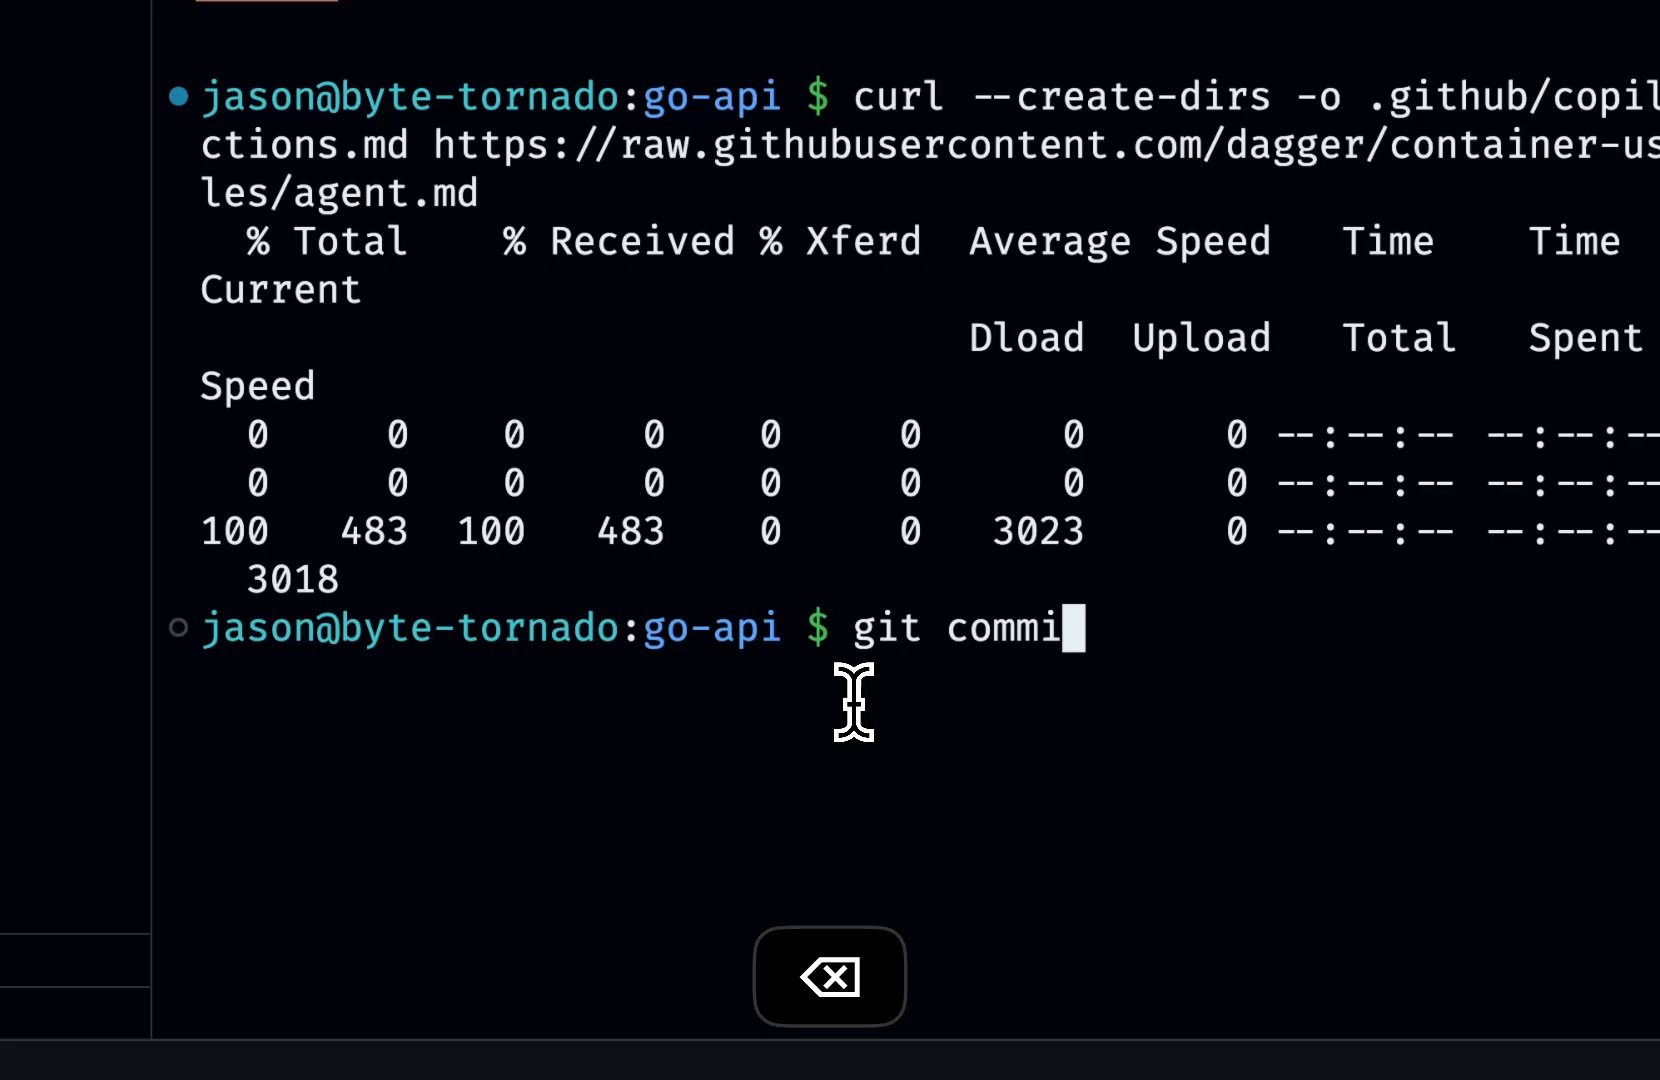 jason@byte-tornado:go-api $ curl --create-dirs -o .github/copil
ctions.md https://raw.githubusercontent.com/dagger/container-us
les/agent.md
% Total % Received % Xferd Average Speed Time Time
Current
Dload Upload Total Spent
Speed
0 0 0 0 0 0 0 0 --:--:-- --:--:--
0 0 0 0 0 0 0 0 --:--:-- --:--:--
100 483 100 483 0 0 3023 0 --:--:-- --:--:--
3018
jason@byte-tornado:go-api $ git commi